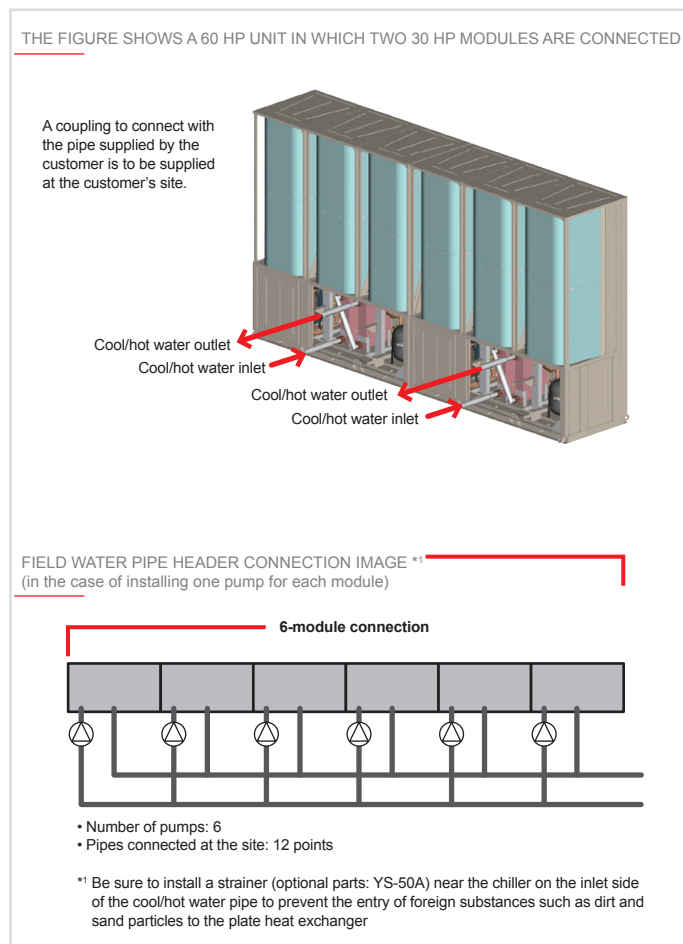 THE FIGURE SHOWS A 60 HP UNIT IN WHICH TWO 30 HP MODULES ARE CONNECTED
A coupling to connect with
the pipe supplied by the
customer is to be supplied
at the customer's site.
Cool/hot water outlet
Cool/hot water inlet
Cool/hot water outlet
Cool/hot water inlet
FIELD WATER PIPE HEADER CONNECTION IMAGE *1
(in the case of installing one pump for each module)
6-module connection
• Number of pumps: 6
• Pipes connected at the site: 12 points
*1 Be sure to install a strainer (optional parts: YS-50A) near the chiller on the inlet side
of the cool/hot water pipe to prevent the entry of foreign substances such as dirt and
sand particles to the plate heat exchanger